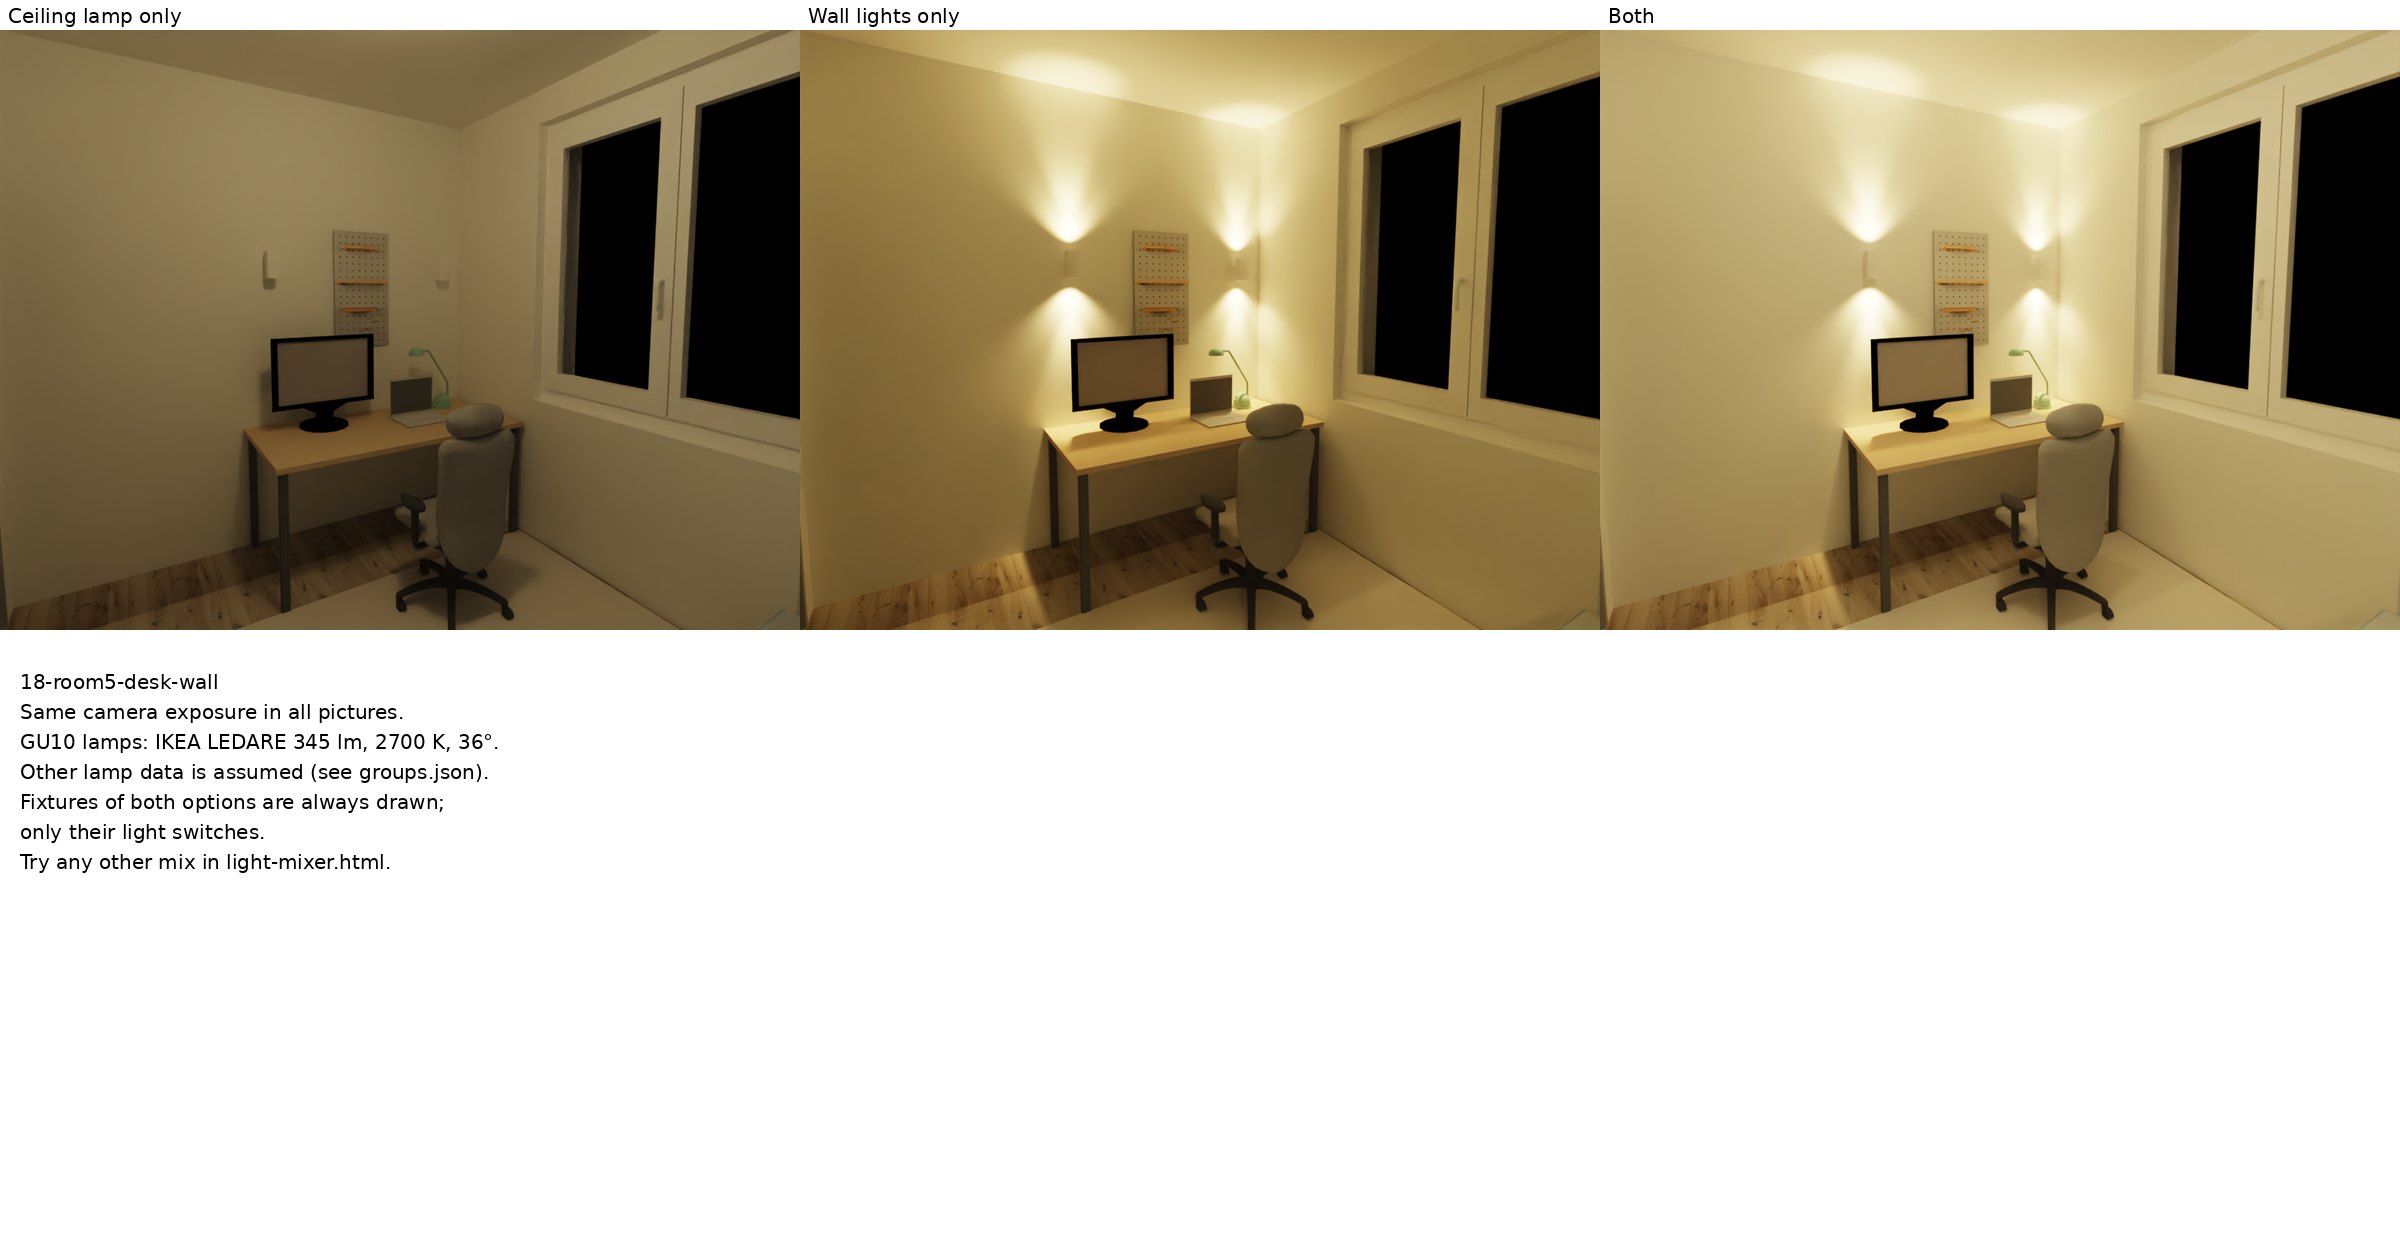 Ceiling lamp only
Wall lights only
Both
18-room5-desk-wall
Same camera exposure in all pictures.
GU10 lamps: IKEA LEDARE 345 lm, 2700 K, 36°.
Other lamp data is assumed (see groups.json).
Fixtures of both options are always drawn;
only their light switches.
Try any other mix in light-mixer.html.